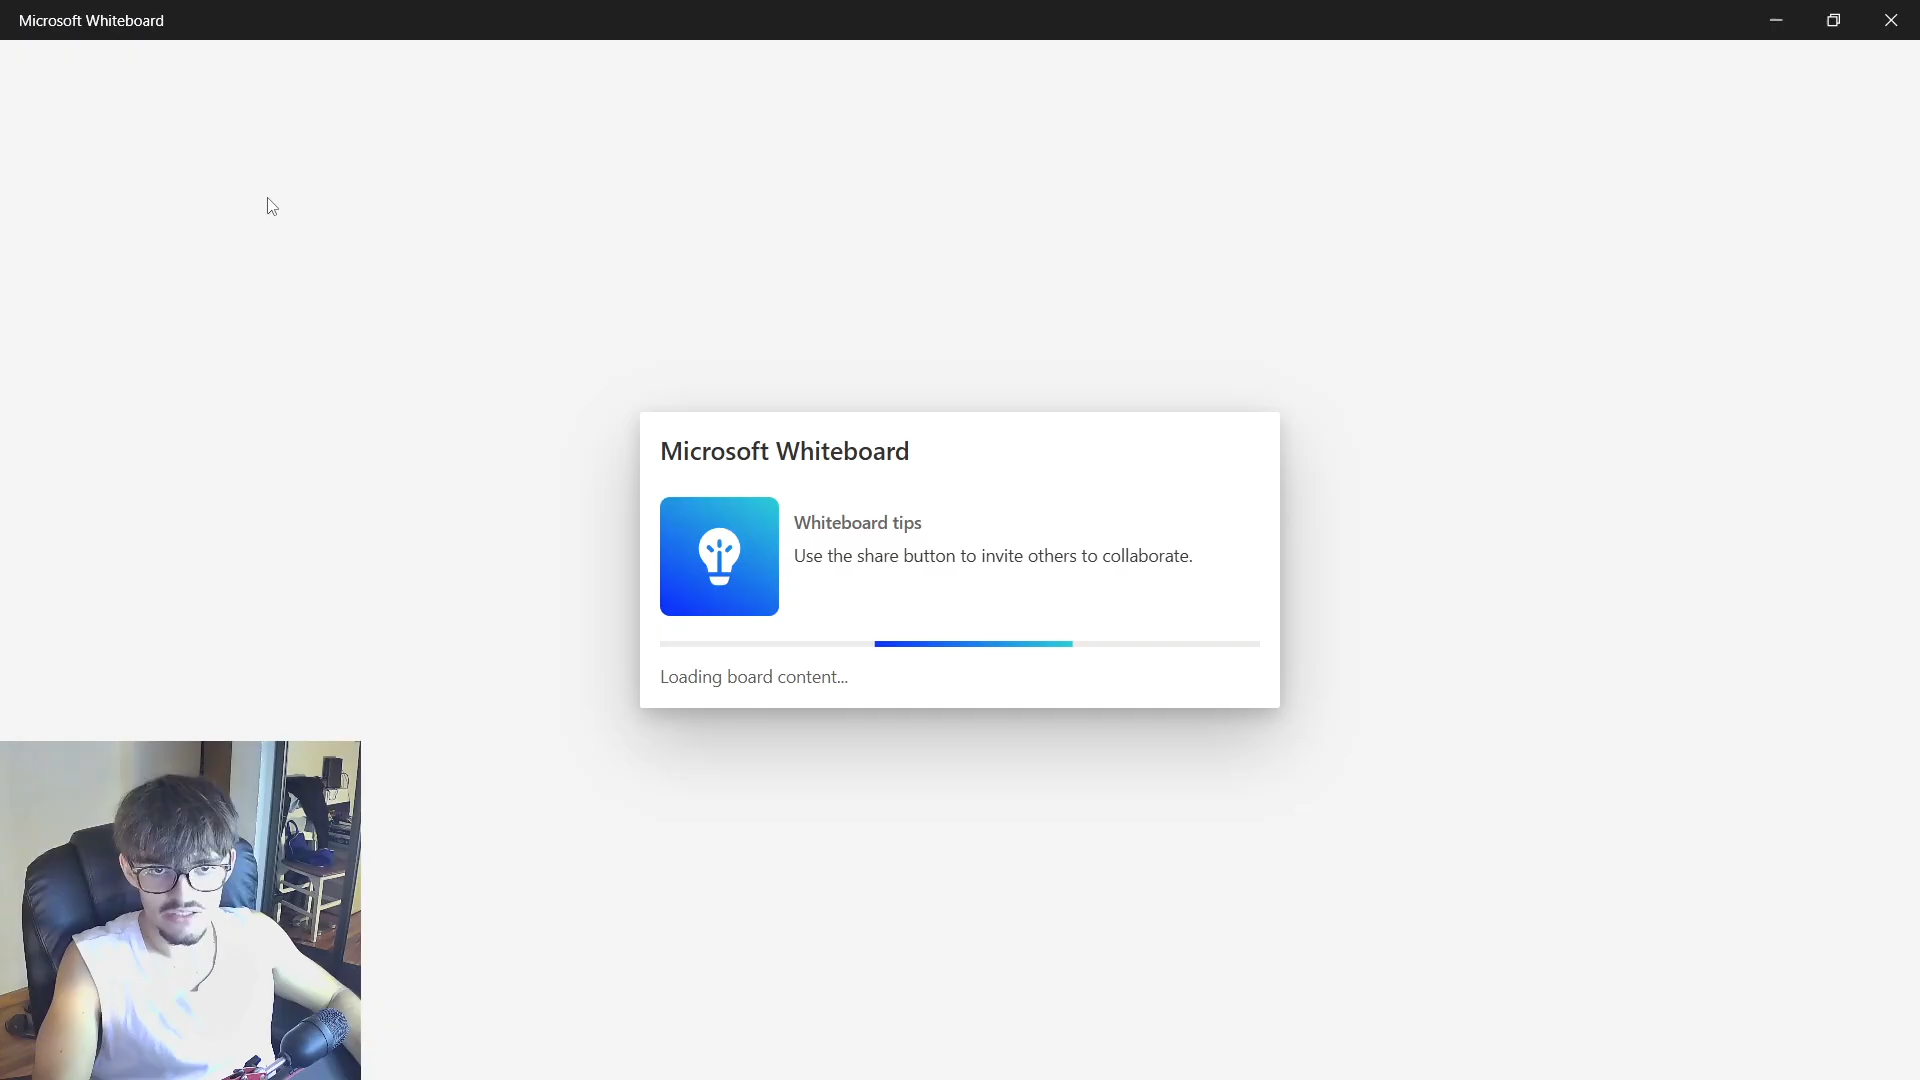 Microsoft Whiteboard
Microsoft Whiteboard
Whiteboard tips
Use the share button to invite others to collaborate.
Loading board content...